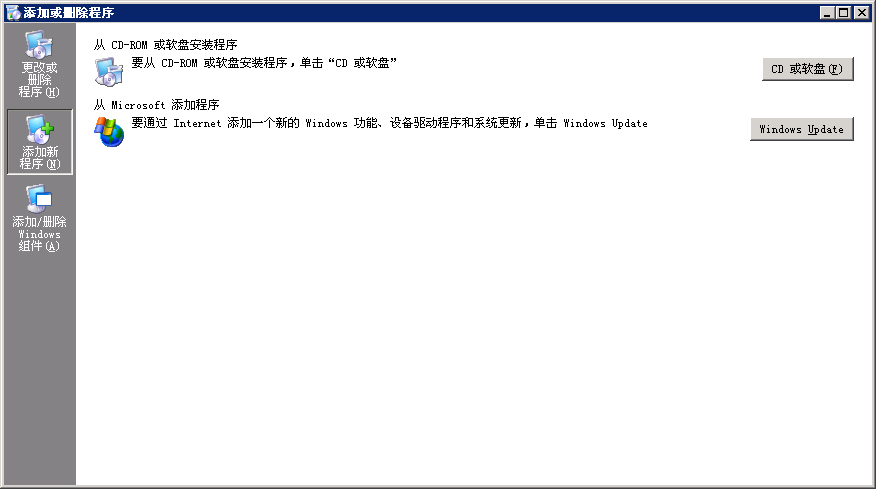 添加或删除程序
更改或
删除
程序(H)
添加新
程序(N)
添加/删除
Windows
组件(A)
从 CD-ROM 或软盘安装程序
要从 CD-ROM 或软盘安装程序，单击“CD 或软盘”
CD 或软盘(F)
从 Microsoft 添加程序
要通过 Internet 添加一个新的 Windows 功能、设备驱动程序和系统更新，单击 Windows Update
Windows Update